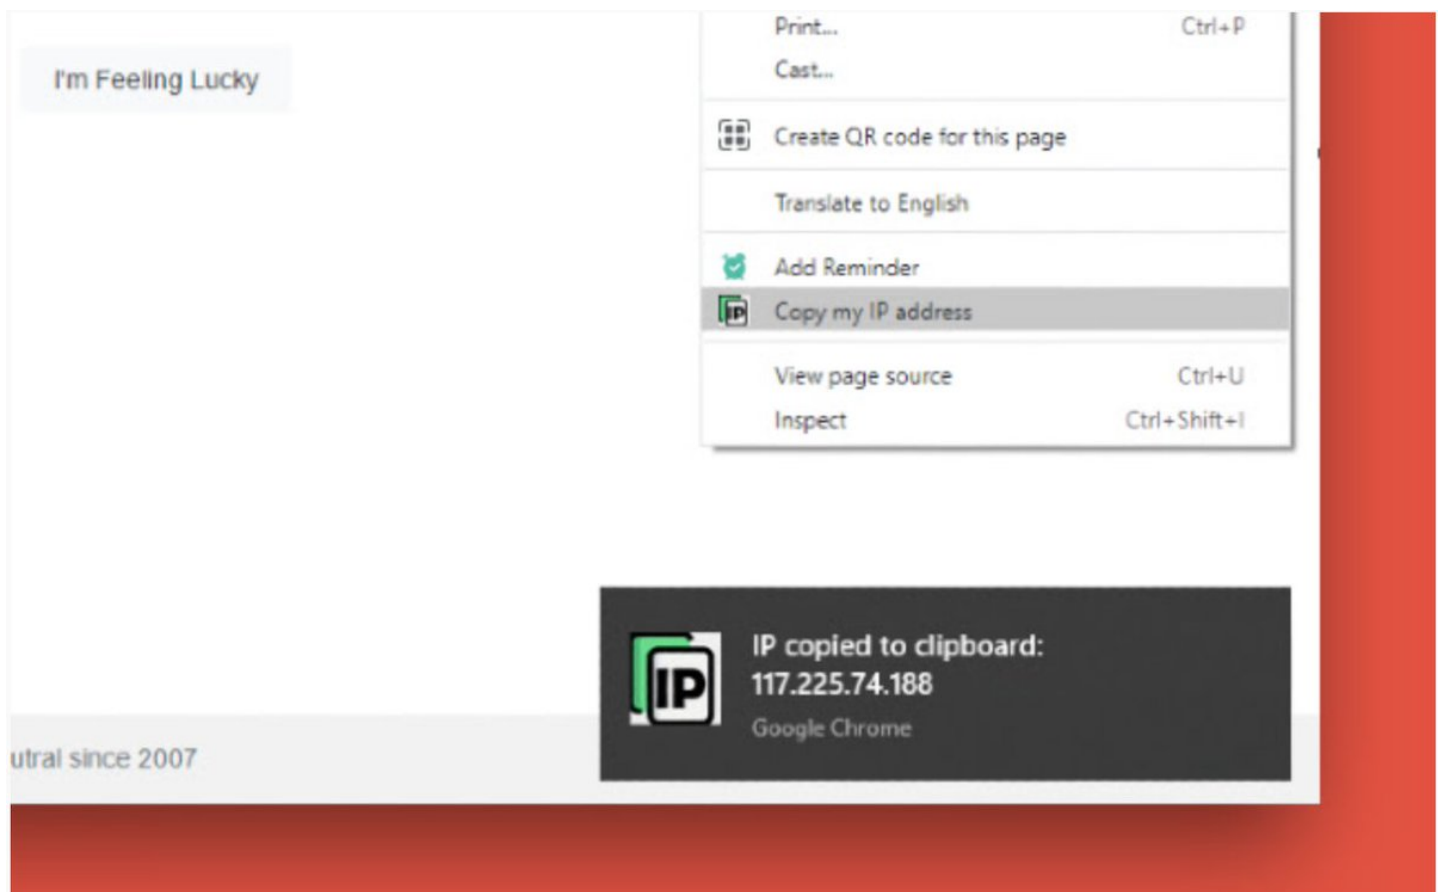 Print... Ctrl+P
I'm Feeling Lucky
Cast...
Create QR code for this page
Translate to English
Add Reminder
IP Copy my IP address
View page source Ctrl+U
Inspect Ctrl+Shift+I
IP copied to clipboard:
117.225.74.188
IP
Google Chrome
utral since 2007